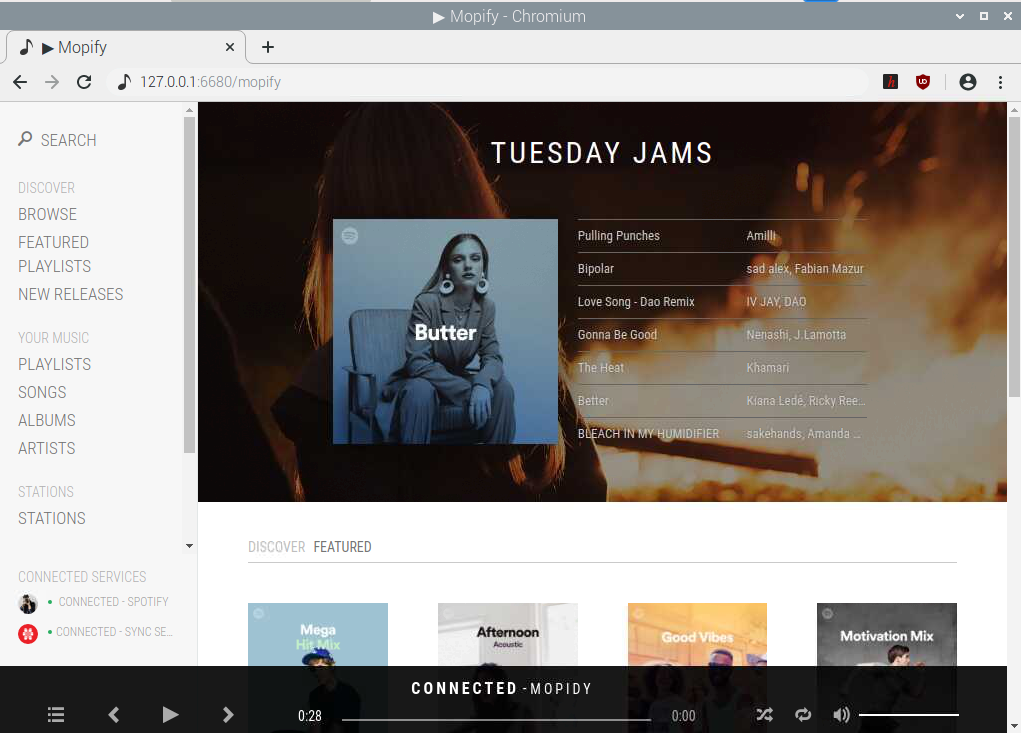 ▶ Mopify - Chromium
▶ Mopify
127.0.0.1:6680/mopify
SEARCH
DISCOVER
BROWSE
FEATURED
PLAYLISTS
NEW RELEASES
YOUR MUSIC
PLAYLISTS
SONGS
ALBUMS
ARTISTS
STATIONS
STATIONS
CONNECTED SERVICES
CONNECTED - SPOTIFY
CONNECTED - SYNC SE...
TUESDAY JAMS
Butter
Pulling Punches Amilli
Bipolar sad alex, Fabian Mazur
Love Song - Dao Remix IV JAY, DAO
Gonna Be Good Nenashi, J.Lamotta
The Heat Khamari
Better Kiana Ledé, Ricky Ree...
BLEACH IN MY HUMIDIFIER sakehands, Amanda ...
DISCOVER FEATURED
Mega
Hit Mix
Afternoon
Acoustic
Good Vibes
Motivation Mix
CONNECTED - MOPIDY
0:28 0:00